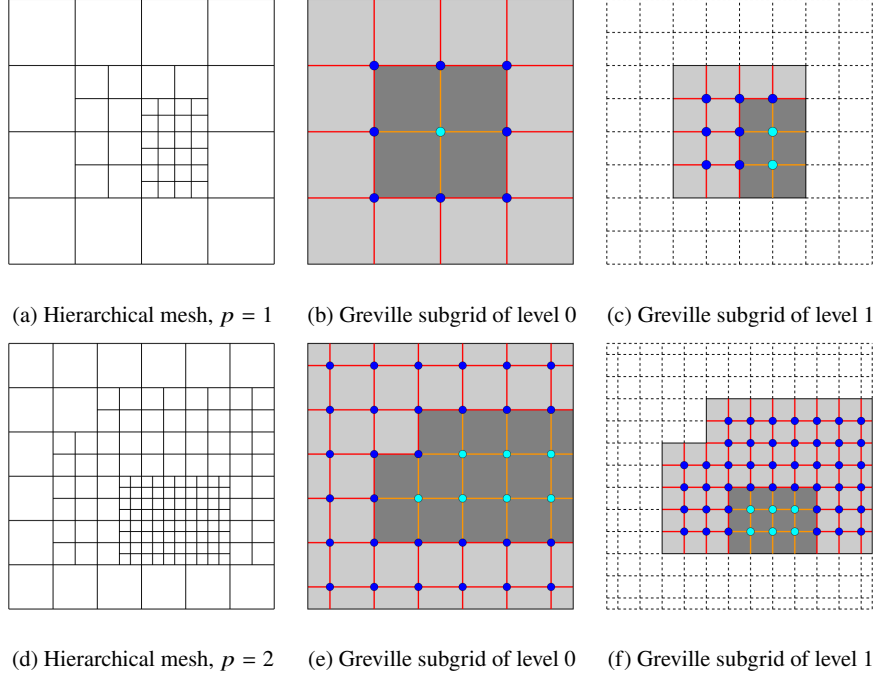 (a) Hierarchical mesh, p = 1
(b) Greville subgrid of level 0
(c) Greville subgrid of level 1
(d) Hierarchical mesh, p = 2
(e) Greville subgrid of level 0
(f) Greville subgrid of level 1